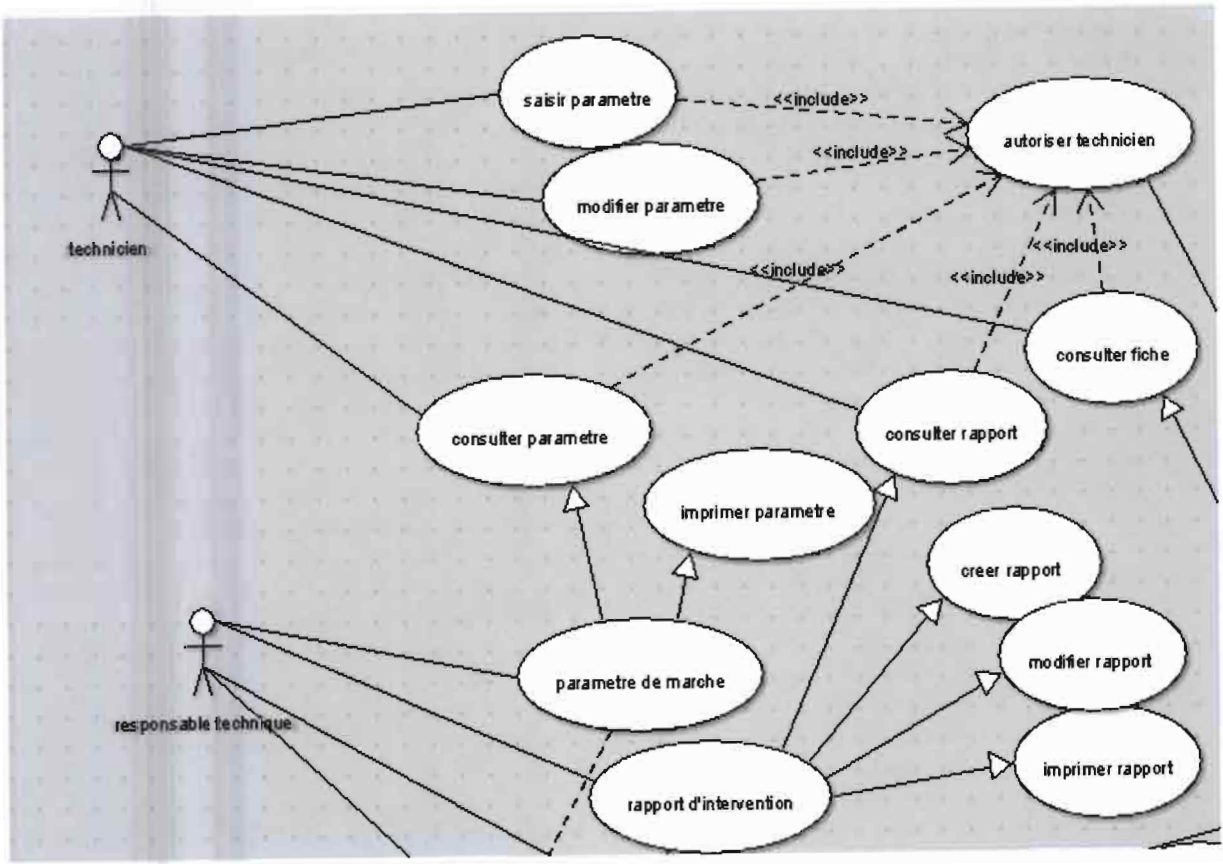 saisir parametre
<<include>>
autoriser technicien
<<include>>
modifier parametre
technicien
<<include>>
<<include>>
<<include>>
consulter fiche
consulter parametre
consulter rapport
imprimer parametre
creer rapport
modifier rapport
parametre de marche
responsable technique
imprimer rapport
rapport d'intervention